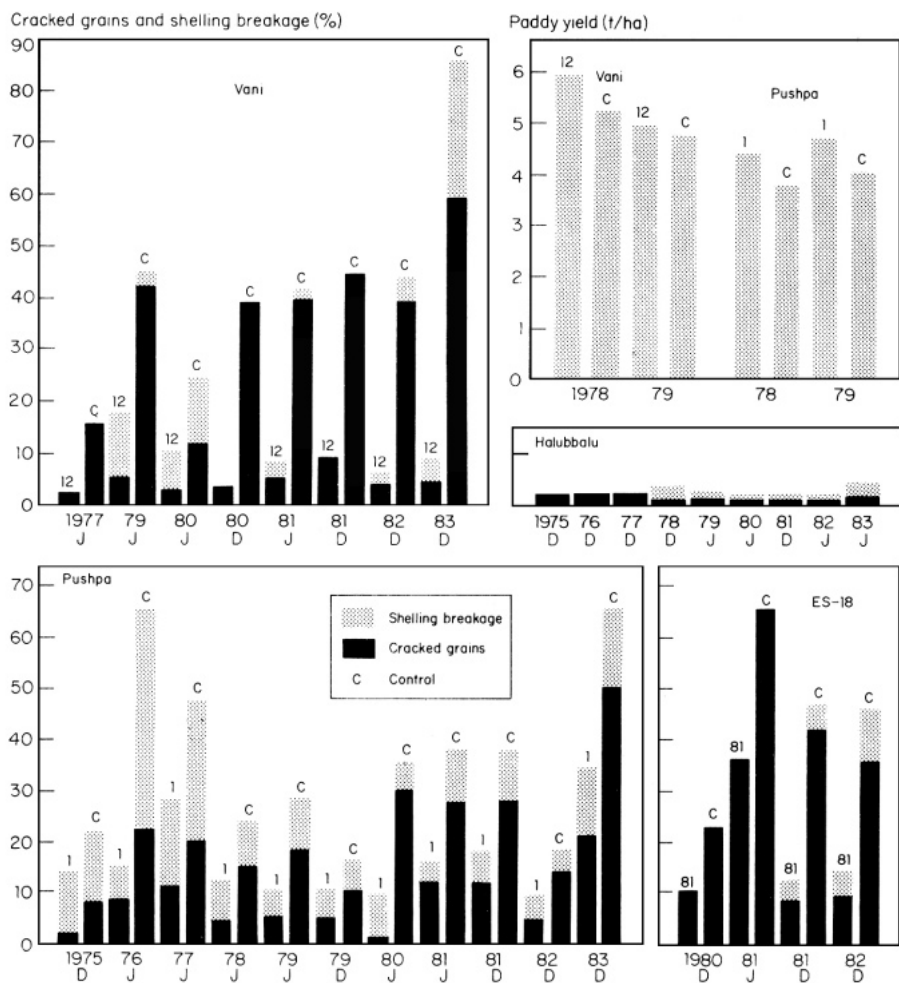 Cracked grains and shelling breakage (%)
90
80
70
60
50
40
30
20
10
0
Vani
12 C 12 C 12 C C 12 C 12 C 12 C 12 C
1977 79 80 80 81 81 82 83
J J J D J D D D
Paddy yield (t/ha)
6
5
4
3
2
1
0
Vani
Pushpa
12 C 12 C 1 C 1 C
1978 79 78 79
Halubbalu
1975 76 77 78 79 80 81 82 83
D D D D J J D J J
Pushpa
70
60
50
40
30
20
10
0
1 C 1 C 1 C 1 C 1 C 1 C 1 C 1 C 1 C 1 C 1 C
Shelling breakage
Cracked grains
C Control
1975 76 77 78 79 79 80 81 81 82 83
D J J J J D J J D D D
ES-18
81 C 81 C 81 C 81 C
1980 81 81 82
D J D D